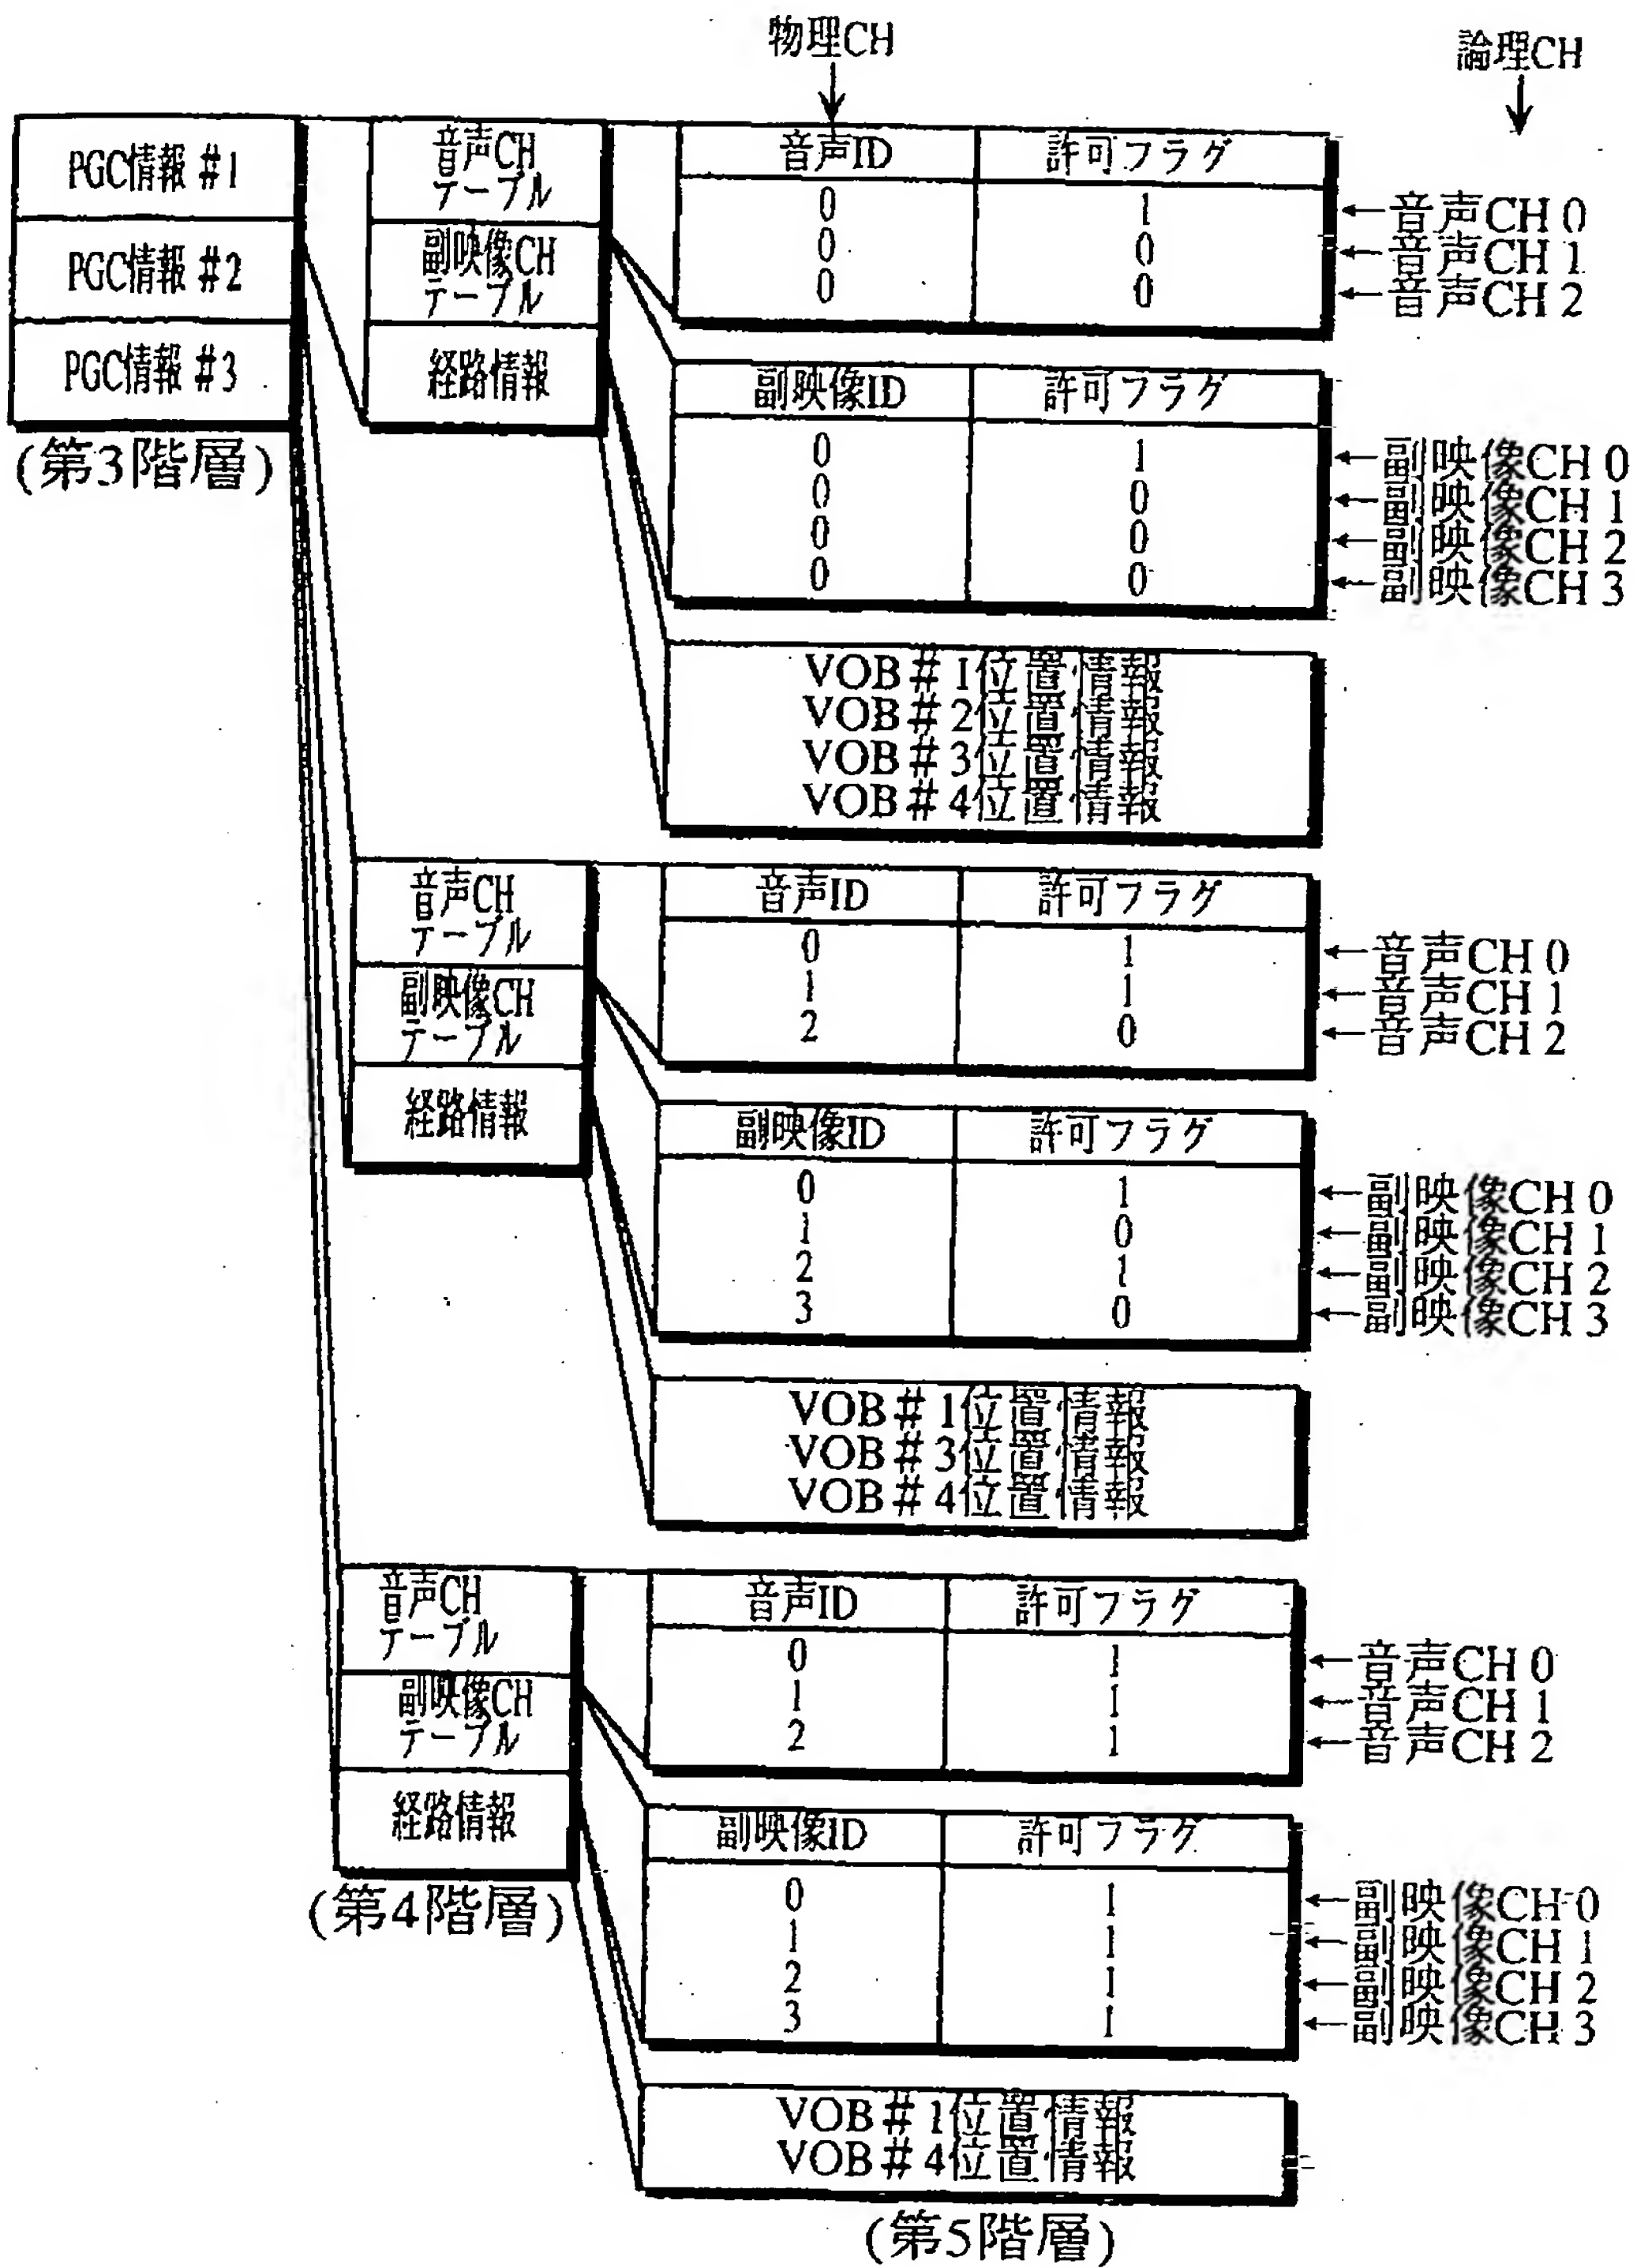 物理CH
論理CH
PGC情報 #1
PGC情報 #2
PGC情報 #3
(第3階層)
音声CH
テーブル
副映像CH
テーブル
経路情報
音声ID 許可フラグ
0 1 ←音声CH 0
0 0 ←音声CH 1
0 0 ←音声CH 2
副映像ID 許可フラグ
0 1 ←副映像CH 0
0 0 ←副映像CH 1
0 0 ←副映像CH 2
0 0 ←副映像CH 3
VOB#1位置情報
VOB#2位置情報
VOB#3位置情報
VOB#4位置情報
音声CH
テーブル
副映像CH
テーブル
経路情報
音声ID 許可フラグ
0 1 ←音声CH 0
1 1 ←音声CH 1
2 0 ←音声CH 2
副映像ID 許可フラグ
0 1 ←副映像CH 0
1 0 ←副映像CH 1
2 1 ←副映像CH 2
3 0 ←副映像CH 3
VOB#1位置情報
VOB#3位置情報
VOB#4位置情報
音声CH
テーブル
副映像CH
テーブル
経路情報
(第4階層)
音声ID 許可フラグ
0 1 ←音声CH 0
1 1 ←音声CH 1
2 1 ←音声CH 2
副映像ID 許可フラグ
0 1 ←副映像CH 0
1 1 ←副映像CH 1
2 1 ←副映像CH 2
3 1 ←副映像CH 3
VOB#1位置情報
VOB#4位置情報
(第5階層)